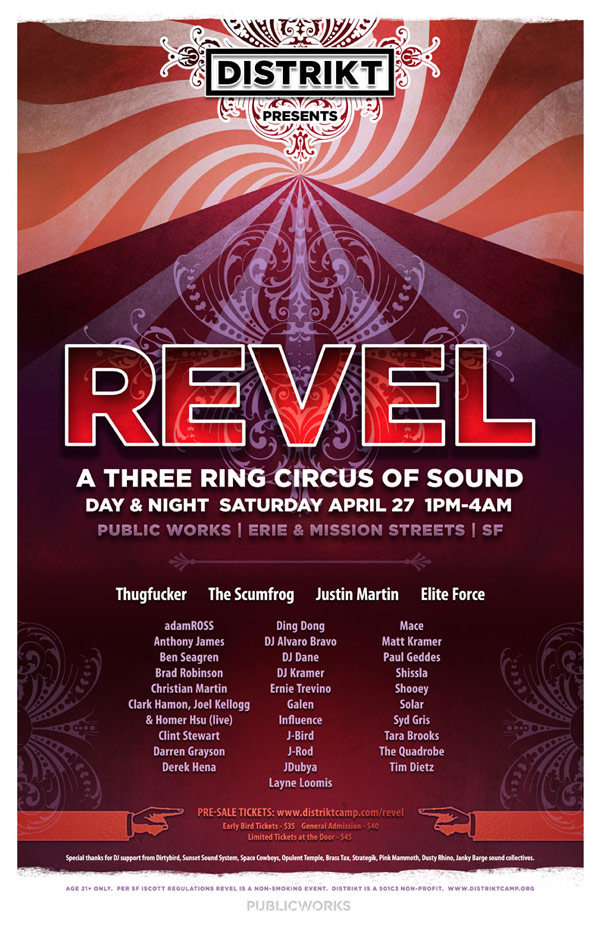 DISTRIKT
PRESENTS
REVEL
A THREE RING CIRCUS OF SOUND
DAY & NIGHT SATURDAY APRIL 27 1PM-4AM
PUBLIC WORKS | ERIE & MISSION STREETS | SF
Thugfucker The Scumfrog Justin Martin Elite Force
adamROSS
Anthony James
Ben Seagren
Brad Robinson
Christian Martin
Clark Hamon, Joel Kellogg
& Homer Hsu (live)
Clint Stewart
Darren Grayson
Derek Hena
Ding Dong
DJ Alvaro Bravo
DJ Dane
DJ Kramer
Ernie Trevino
Galen
Influence
J-Bird
J-Rod
JDubya
Layne Loomis
Mace
Matt Kramer
Paul Geddes
Shissla
Shooey
Solar
Syd Gris
Tara Brooks
The Quadrobe
Tim Dietz
PRE-SALE TICKETS: www.distriktcamp.com/revel
Early Bird Tickets - $35 General Admission - $40
Limited Tickets at the Door - $45
Special thanks for DJ support from Dirtybird, Sunset Sound System, Space Cowboys, Opulent Temple, Brass Tax, Strategik, Pink Mammoth, Dusty Rhino, Janky Barge sound collectives.
AGE 21+ ONLY. PER SF ISCOTT REGULATIONS REVEL IS A NON-SMOKING EVENT. DISTRIKT IS A 501C3 NON-PROFIT. WWW.DISTRIKTCAMP.ORG
PUBLICWORKS